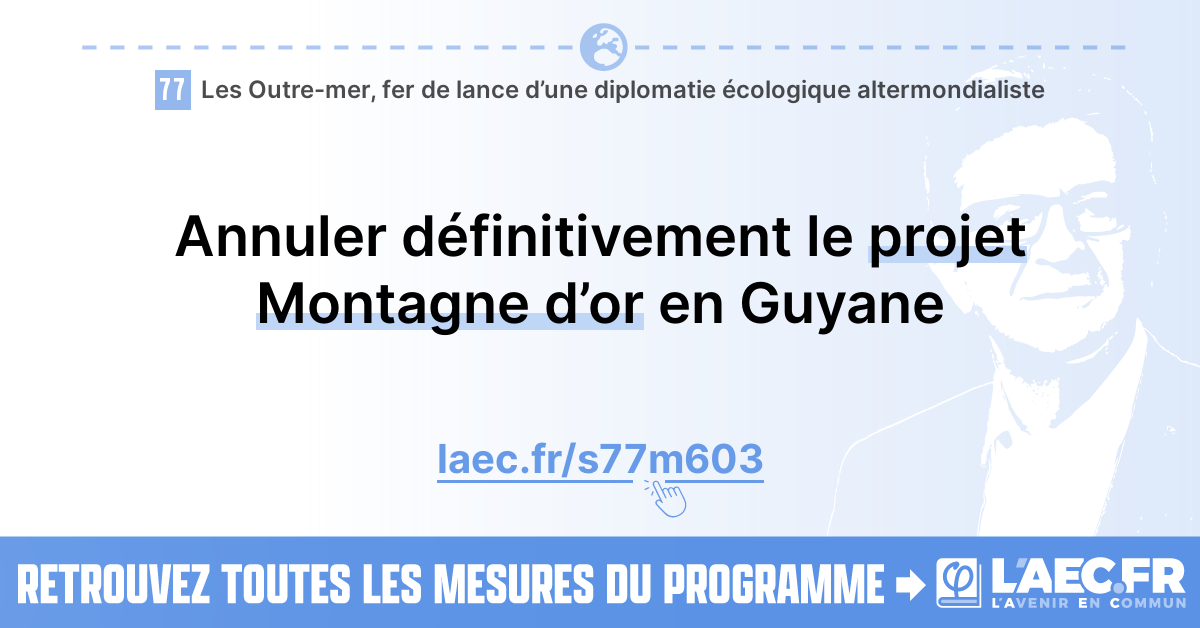 77 Les Outre-mer, fer de lance d’une diplomatie écologique altermondialiste
Annuler définitivement le projet
Montagne d’or en Guyane
laec.fr/s77m603
RETROUVEZ TOUTES LES MESURES DU PROGRAMME
L'AEC.FR
L'AVENIR EN COMMUN